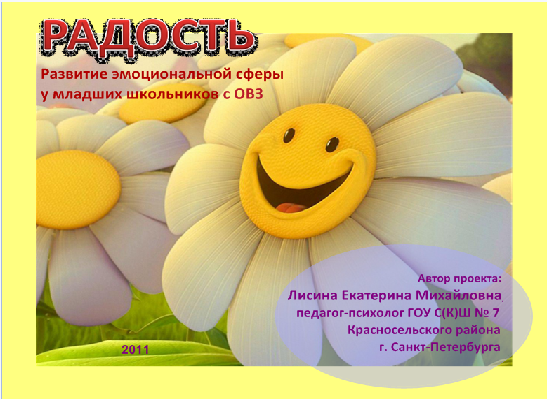 РАДОСТЬ
Развитие эмоциональной сферы
у младших школьников с ОВЗ
Автор проекта:
Лисина Екатерина Михайловна
педагог-психолог ГОУ С(К)Ш № 7
Красносельского района
г. Санкт-Петербурга
2011